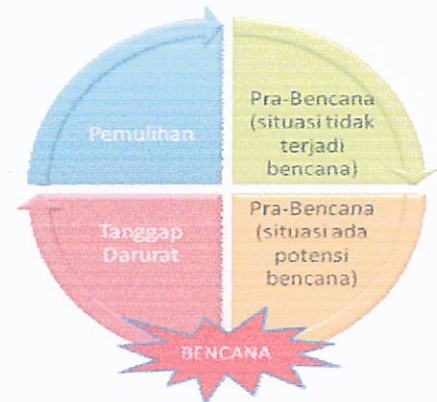 Pemulihan
Pra-Bencana
(situasi tidak
terjadi
bencana)
Tanggap
Darurat
Pra-Bencana
(situasi ada
potensi
bencana)
BENCANA